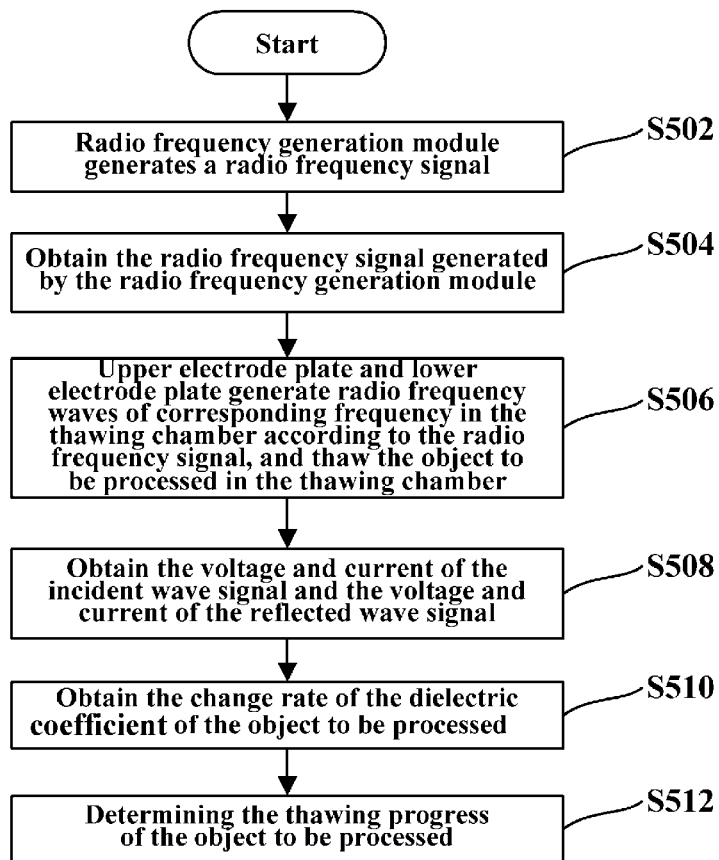 Start
Radio frequency generation module
generates a radio frequency signal
S502
Obtain the radio frequency signal generated
by the radio frequency generation module
S504
Upper electrode plate and lower
electrode plate generate radio frequency
waves of corresponding frequency in the
thawing chamber according to the radio
frequency signal, and thaw the object to
be processed in the thawing chamber
S506
Obtain the voltage and current of the
incident wave signal and the voltage and
current of the reflected wave signal
S508
Obtain the change rate of the dielectric
coefficient of the object to be processed
S510
Determining the thawing progress
of the object to be processed
S512